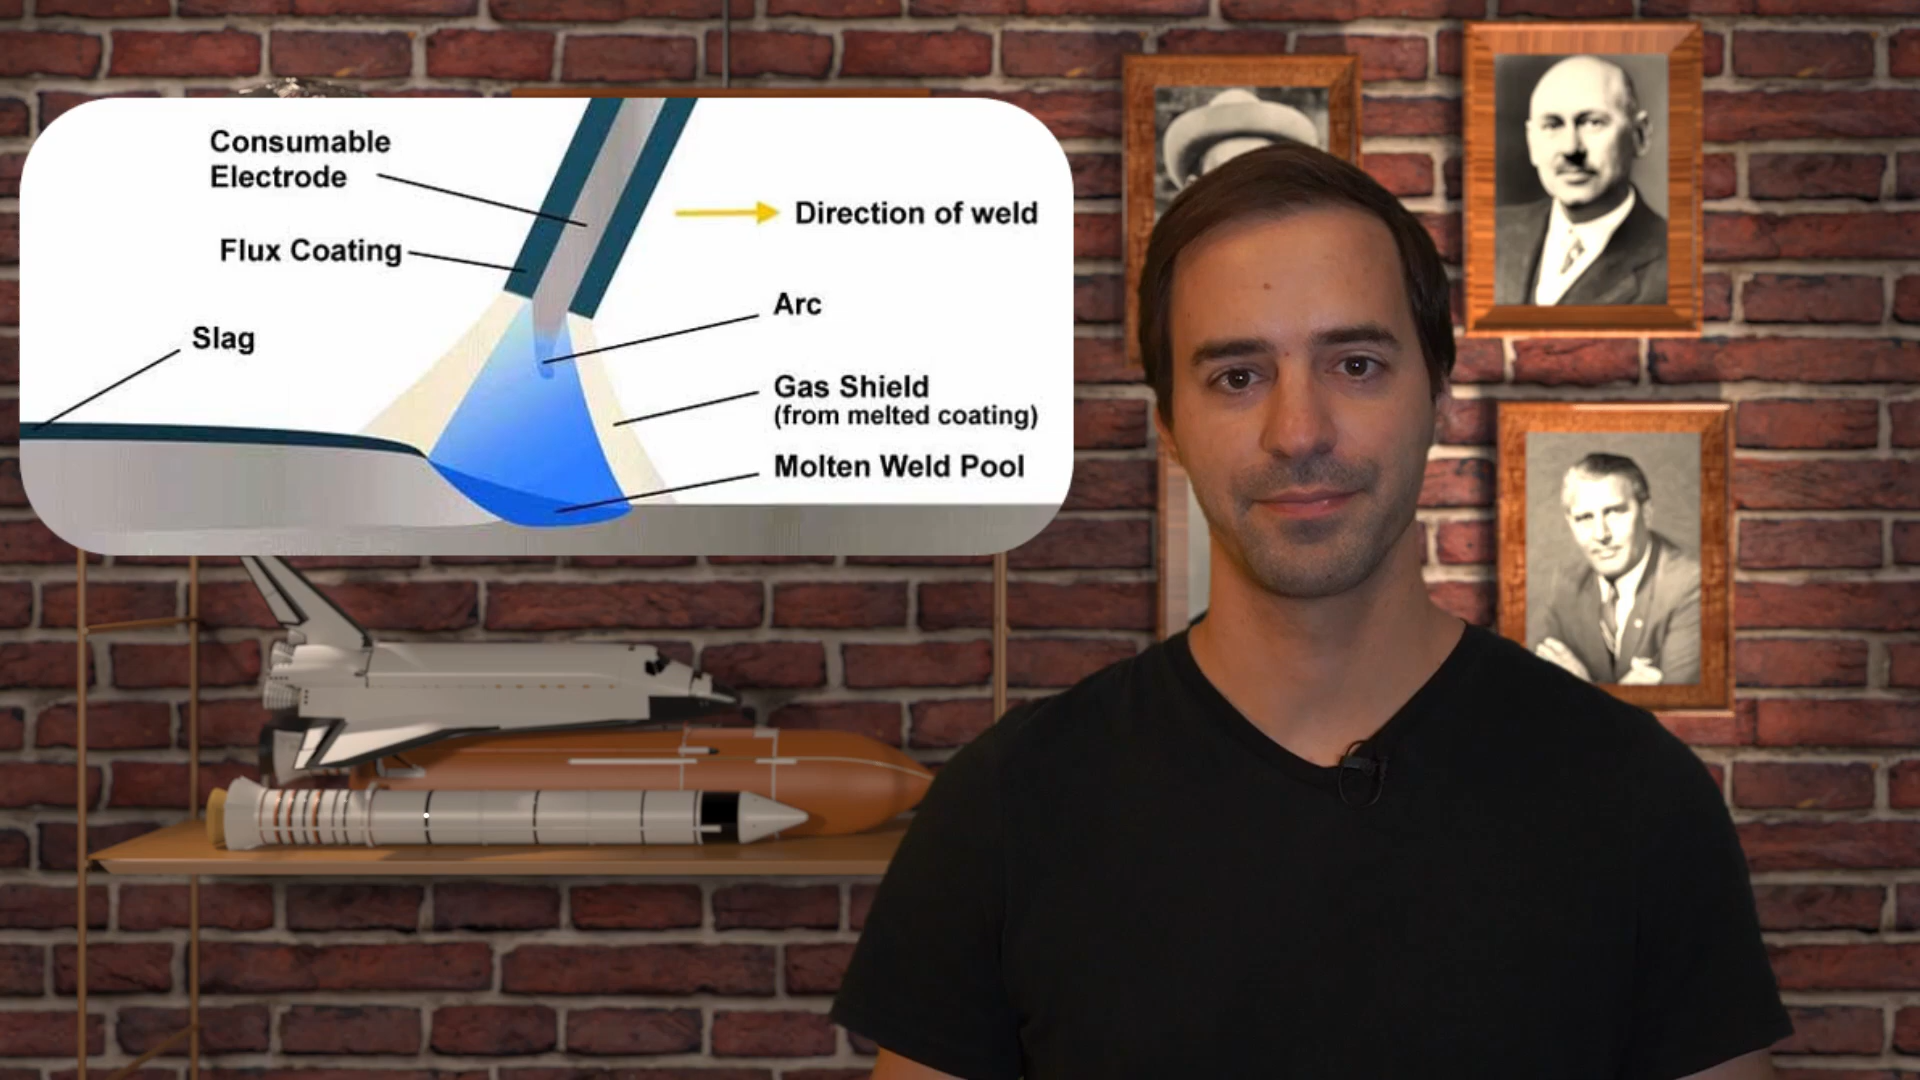 Consumable
Electrode
Direction of weld
Flux Coating
Arc
Slag
Gas Shield
(from melted coating)
Molten Weld Pool